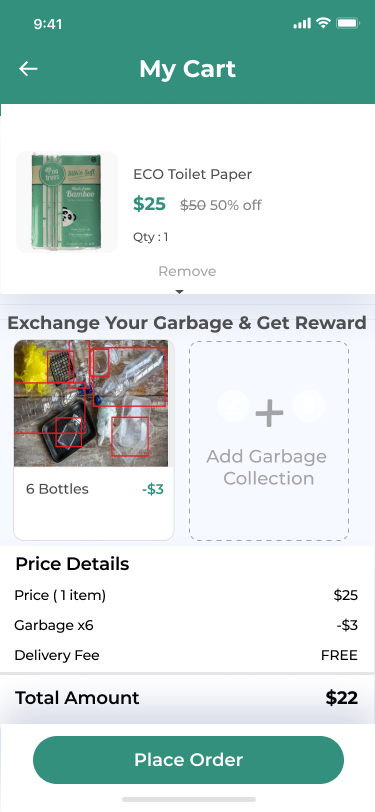 9:41
My Cart
no trees
Silk'n Soft
Bamboo
ECO Toilet Paper
$25 $50 50% off
Qty : 1
Remove
Exchange Your Garbage & Get Reward
6 Bottles -$3
Add Garbage
Collection
Price Details
Price ( 1 item) $25
Garbage x6 -$3
Delivery Fee FREE
Total Amount $22
Place Order